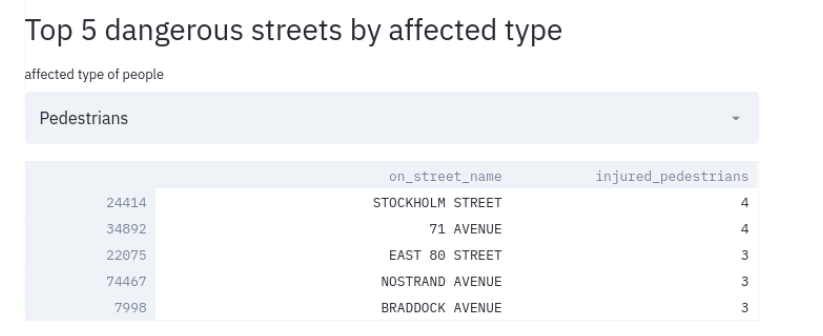 Top 5 dangerous streets by affected type
affected type of people
Pedestrians
on_street_name injured_pedestrians
24414 STOCKHOLM STREET 4
34892 71 AVENUE 4
22075 EAST 80 STREET 3
74467 NOSTRAND AVENUE 3
7998 BRADDOCK AVENUE 3